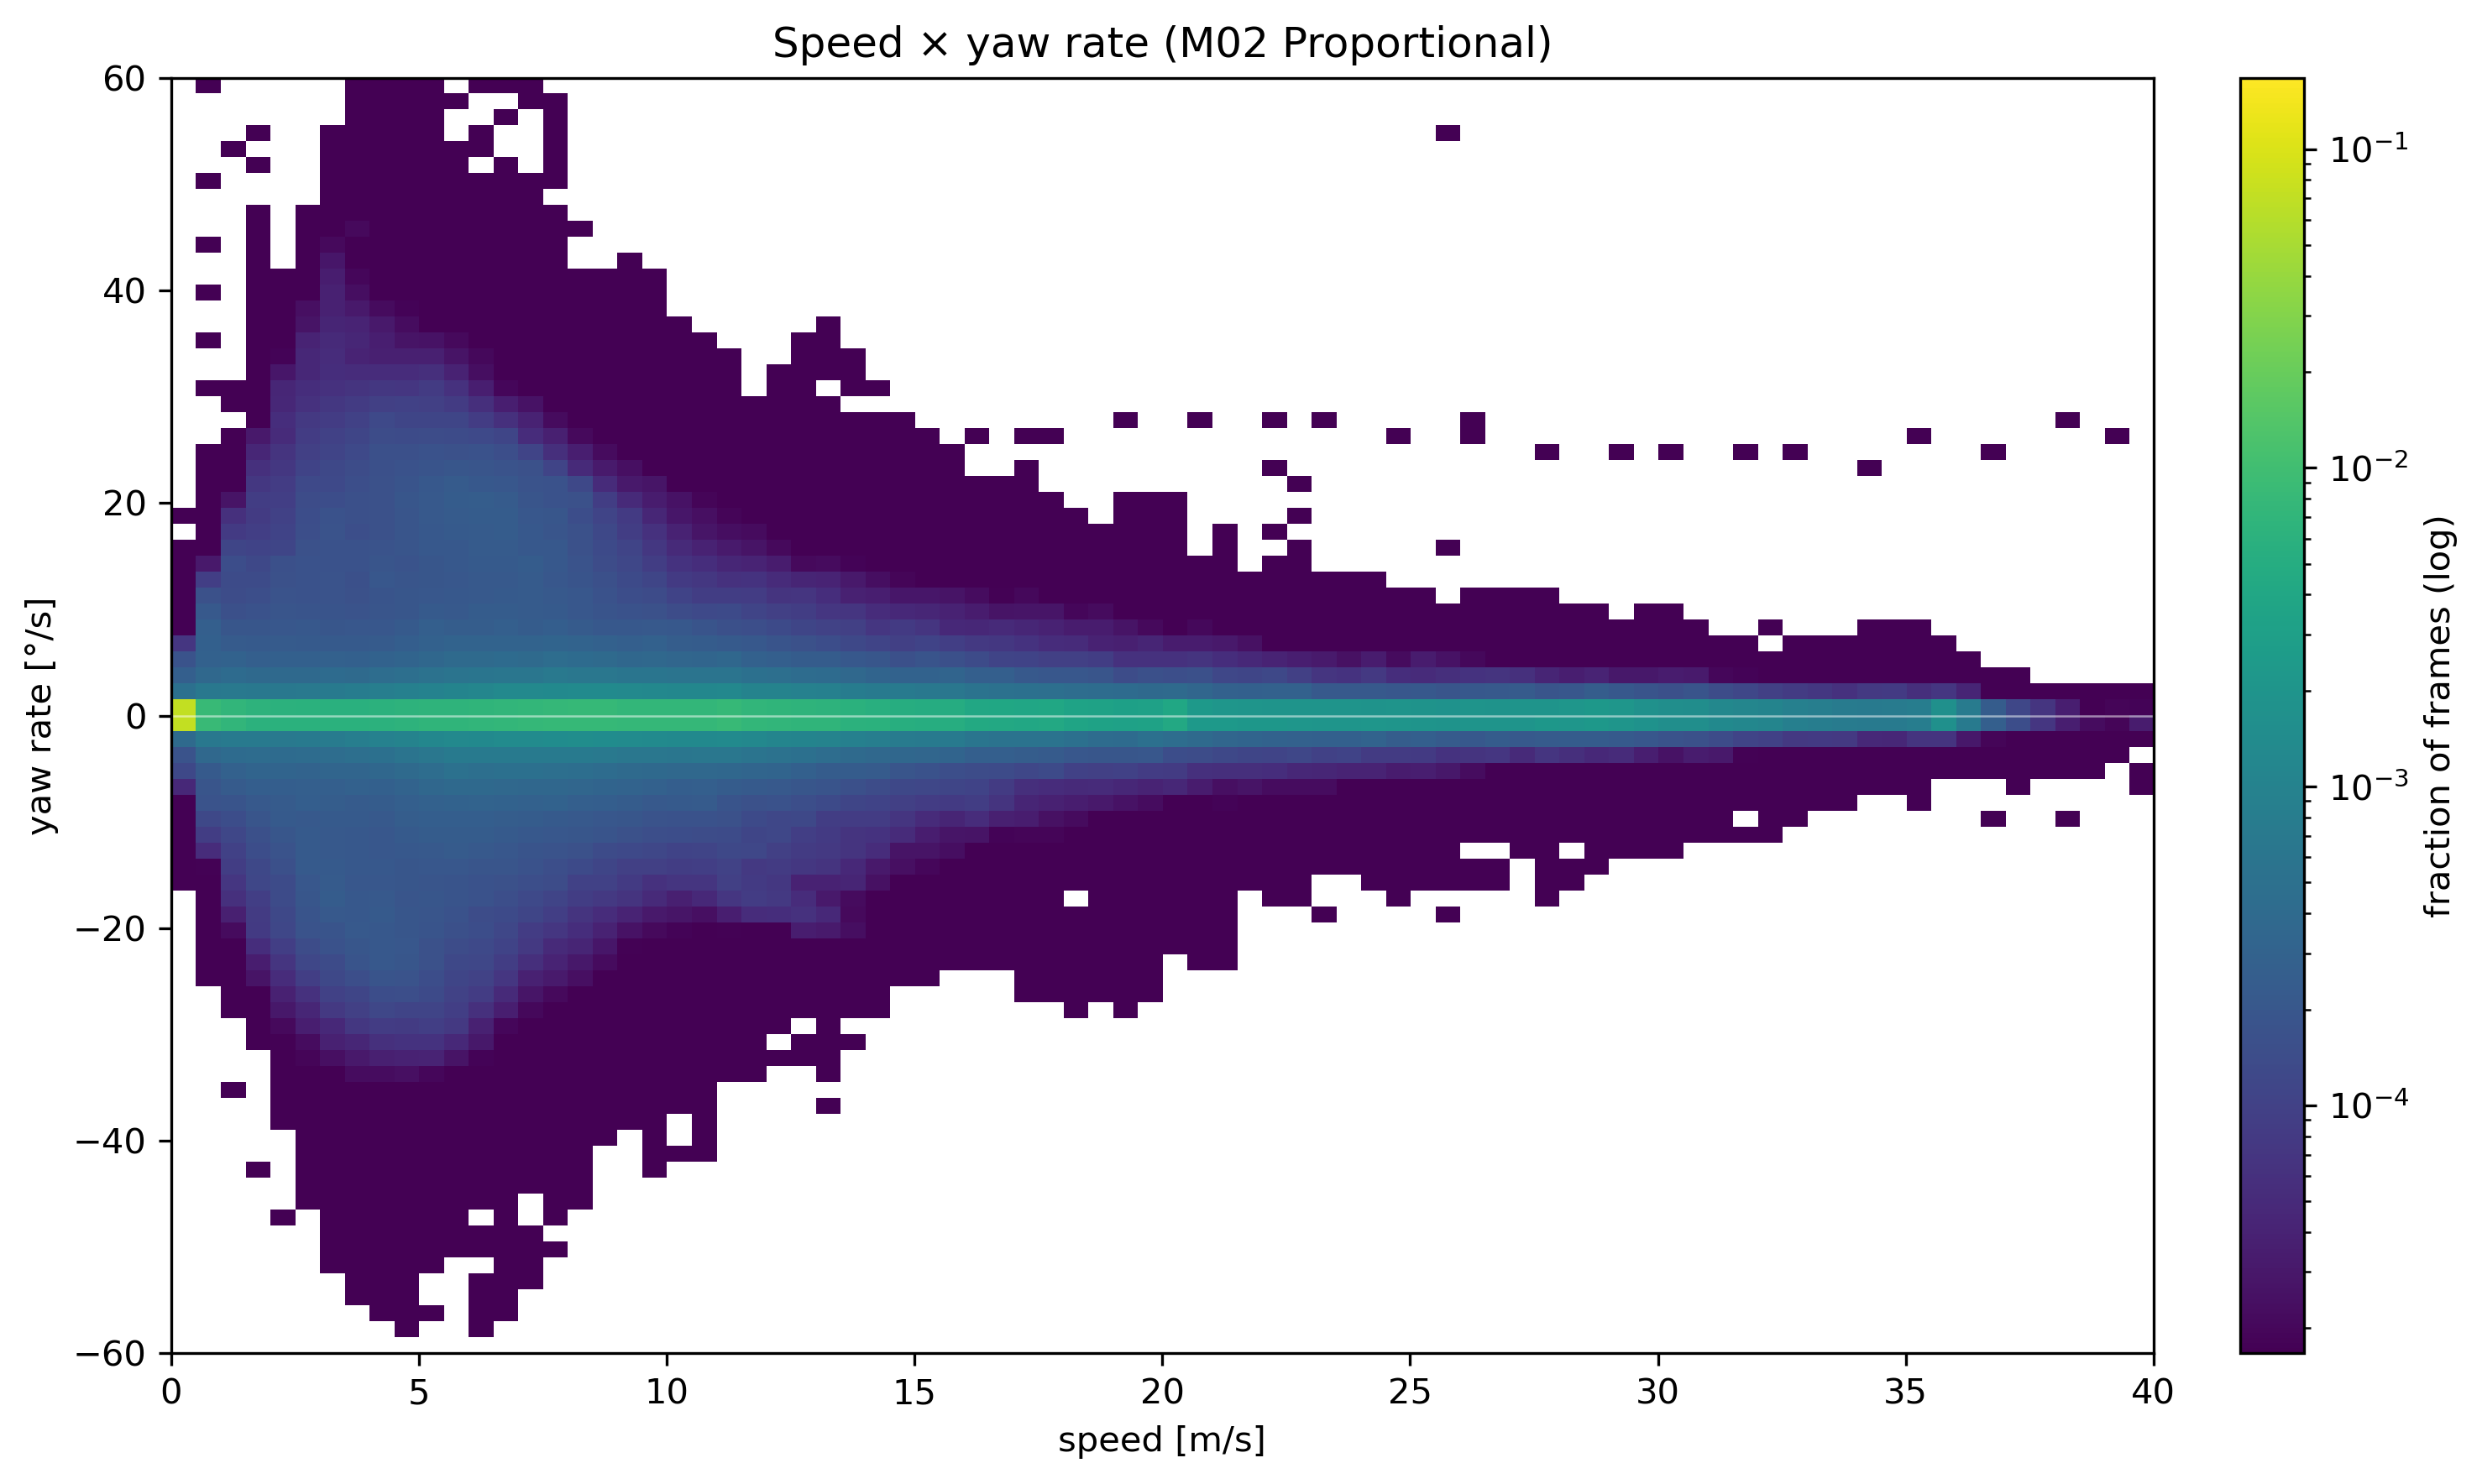 Speed × yaw rate (M02 Proportional)
60
40
20
0
−20
−40
−60
yaw rate [°/s]
0 5 10 15 20 25 30 35 40
speed [m/s]
10⁻¹
10⁻²
10⁻³
10⁻⁴
fraction of frames (log)